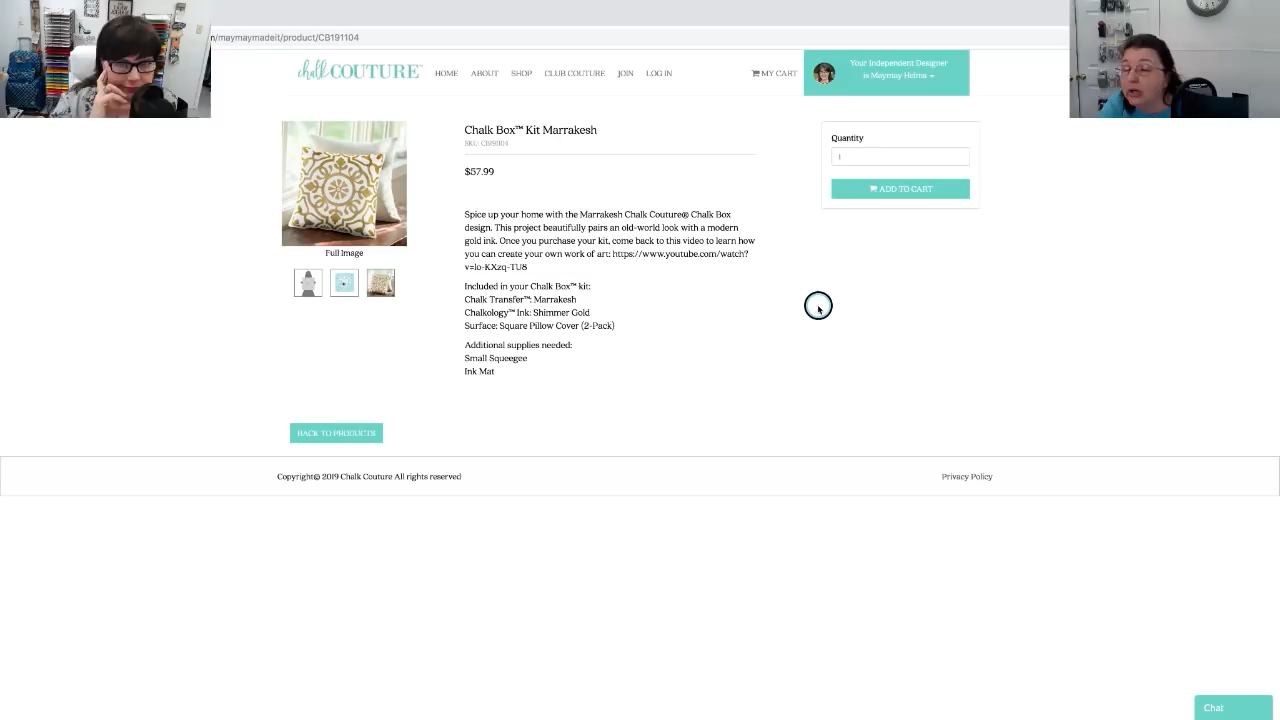 n/maymaymadeit/product/CB191104
chalk COUTURE™
HOME ABOUT SHOP CLUB COUTURE JOIN LOG IN
MY CART
Your Independent Designer
is Maymay Helms
Chalk Box™ Kit Marrakesh
SKU: CB191104
$57.99
Spice up your home with the Marrakesh Chalk Couture® Chalk Box
design. This project beautifully pairs an old-world look with a modern
gold ink. Once you purchase your kit, come back to this video to learn how
you can create your own work of art: https://www.youtube.com/watch?
v=lo-KXzq-TU8
Included in your Chalk Box™ kit:
Chalk Transfer™: Marrakesh
Chalkology™ Ink: Shimmer Gold
Surface: Square Pillow Cover (2-Pack)
Additional supplies needed:
Small Squeegee
Ink Mat
Full Image
Quantity
1
ADD TO CART
BACK TO PRODUCTS
Copyright© 2019 Chalk Couture All rights reserved
Privacy Policy
Chat